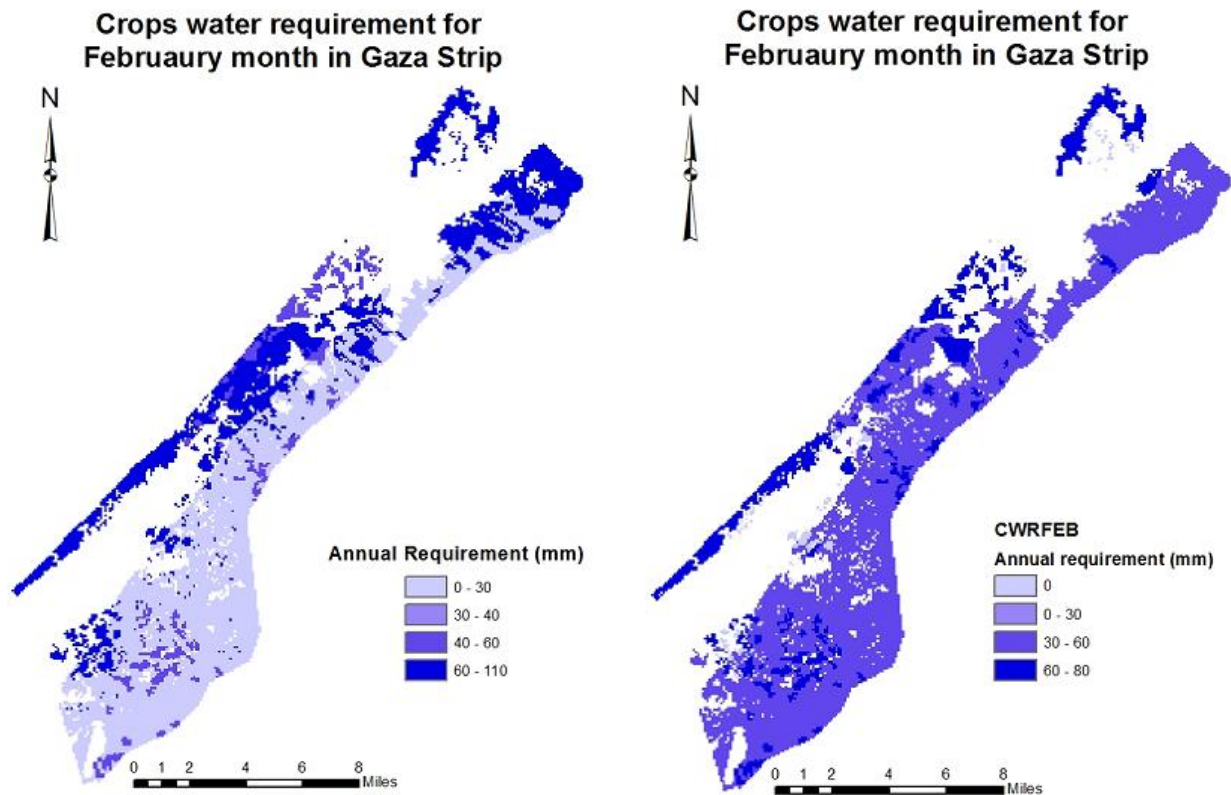 Crops water requirement for
Februaury month in Gaza Strip
N
Annual Requirement (mm)
0 - 30
30 - 40
40 - 60
60 - 110
0 1 2 4 6 8
Miles
Crops water requirement for
Februaury month in Gaza Strip
N
CWRFEB
Annual requirement (mm)
0
0 - 30
30 - 60
60 - 80
0 1 2 4 6 8
Miles